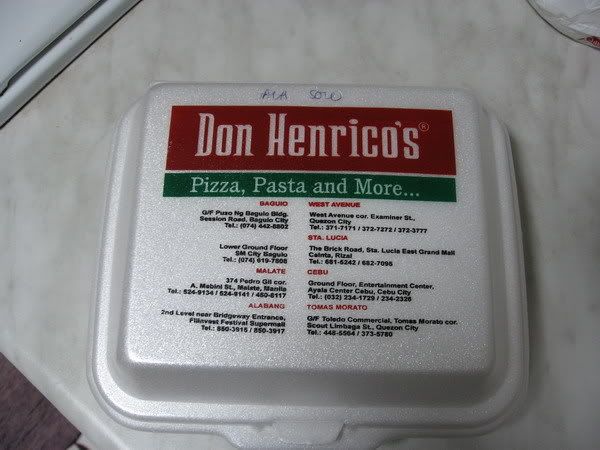 Don Henrico's®
Pizza, Pasta and More...
BAGUIO
G/F Puso Ng Baguio Bldg.
Session Road, Baguio City
Tel.: (074) 442-8802
Lower Ground Floor
SM City Baguio
Tel.: (074) 619-7808
MALATE
374 Pedro Gil cor.
A. Mabini St., Malate, Manila
Tel.: 524-9134 / 524-9141 / 450-8117
ALABANG
2nd Level near Bridgeway Entrance,
Filinvest Festival Supermall
Tel.: 850-3915 / 850-3917
WEST AVENUE
West Avenue cor. Examiner St.,
Quezon City
Tel.: 371-7171 / 372-7272 / 372-3777
STA. LUCIA
The Brick Road, Sta. Lucia East Grand Mall
Cainta, Rizal
Tel.: 681-5242 / 682-7098
CEBU
Ground Floor, Entertainment Center,
Ayala Center Cebu, Cebu City
Tel.: (032) 234-1729 / 234-2326
TOMAS MORATO
G/F Toledo Commercial, Tomas Morato cor.
Scout Limbaga St., Quezon City
Tel.: 448-5564 / 373-5780